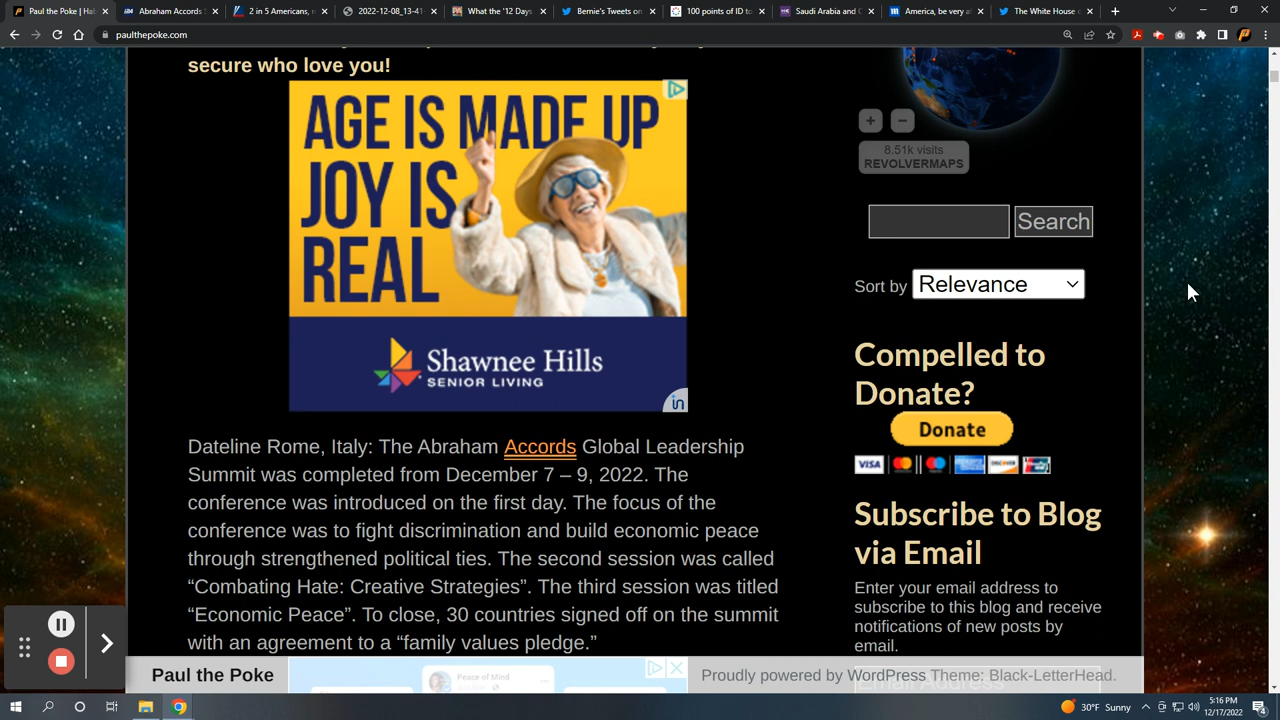 Paul the Poke | Hab
Abraham Accords
2 in 5 Americans, r
2022-12-08_13-41-
What the '12 Days
Bernie's Tweets on
100 points of ID to
Saudi Arabia and C
America, be very a
The White House
paulthepoke.com
secure who love you!
AGE IS MADE UP
JOY IS
REAL
Shawnee Hills
SENIOR LIVING
Dateline Rome, Italy: The Abraham Accords Global Leadership
Summit was completed from December 7 – 9, 2022. The
conference was introduced on the first day. The focus of the
conference was to fight discrimination and build economic peace
through strengthened political ties. The second session was called
“Combating Hate: Creative Strategies”. The third session was titled
“Economic Peace”. To close, 30 countries signed off on the summit
with an agreement to a “family values pledge.”
+ −
8.51k visits
REVOLVERMAPS
Search
Sort by Relevance
Compelled to
Donate?
Donate
VISA
Subscribe to Blog
via Email
Enter your email address to
subscribe to this blog and receive
notifications of new posts by
email.
Email Address
Paul the Poke
Peace of Mind
Proudly powered by WordPress Theme: Black-LetterHead.
30°F Sunny
5:16 PM
12/17/2022